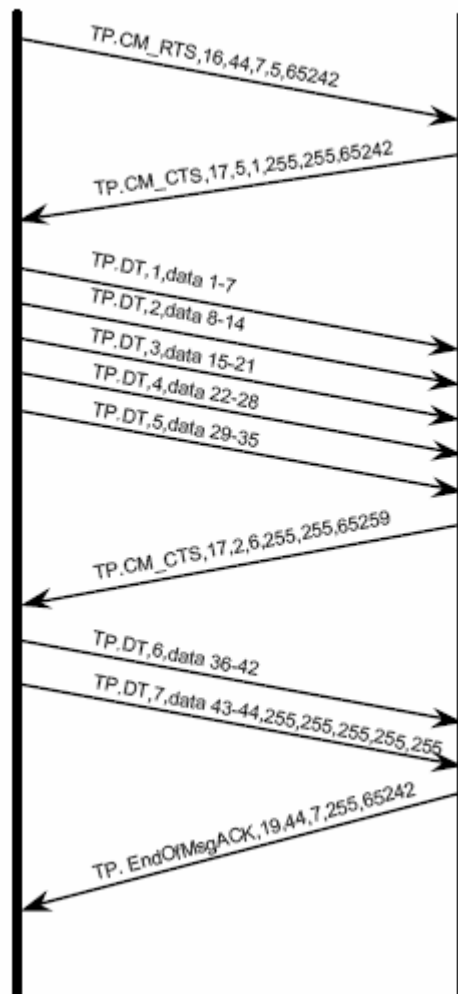 TP.CM_RTS,16,44,7,5,65242
TP.CM_CTS,17,5,1,255,255,65242
TP.DT,1,data 1-7
TP.DT,2,data 8-14
TP.DT,3,data 15-21
TP.DT,4,data 22-28
TP.DT,5,data 29-35
TP.CM_CTS,17,2,6,255,255,65259
TP.DT,6,data 36-42
TP.DT,7,data 43-44,255,255,255,255,255
TP. EndOfMsgACK,19,44,7,255,65242